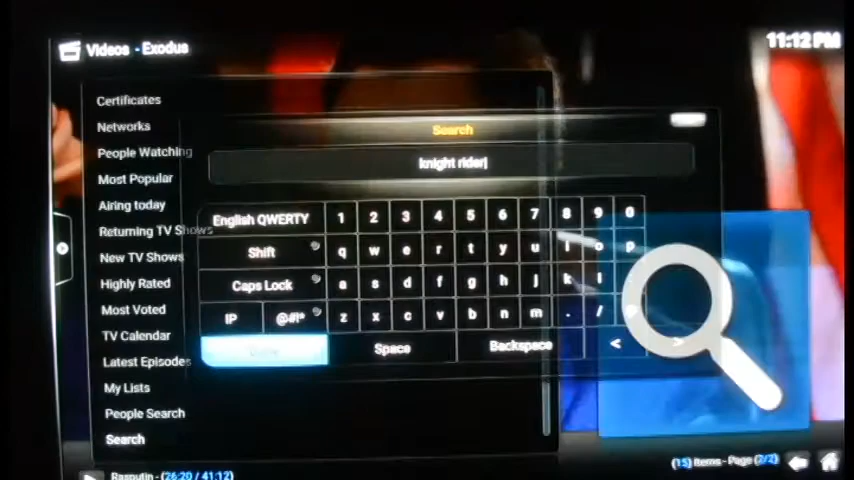 Videos - Exodus
11:12 PM
Certificates
Networks
People Watching
Most Popular
Airing today
Returning TV Shows
New TV Shows
Highly Rated
Most Voted
TV Calendar
Latest Episodes
My Lists
People Search
Search
Search
knight rider
English QWERTY 1 2 3 4 5 6 7 8 9 0
Shift q w e r t y u i o p
Caps Lock a s d f g h j k l
IP @#!* z x c v b n m . /
Space Backspace < >
Rasputin - (26:20 / 41:12)
(15) Items - Page (2/2)